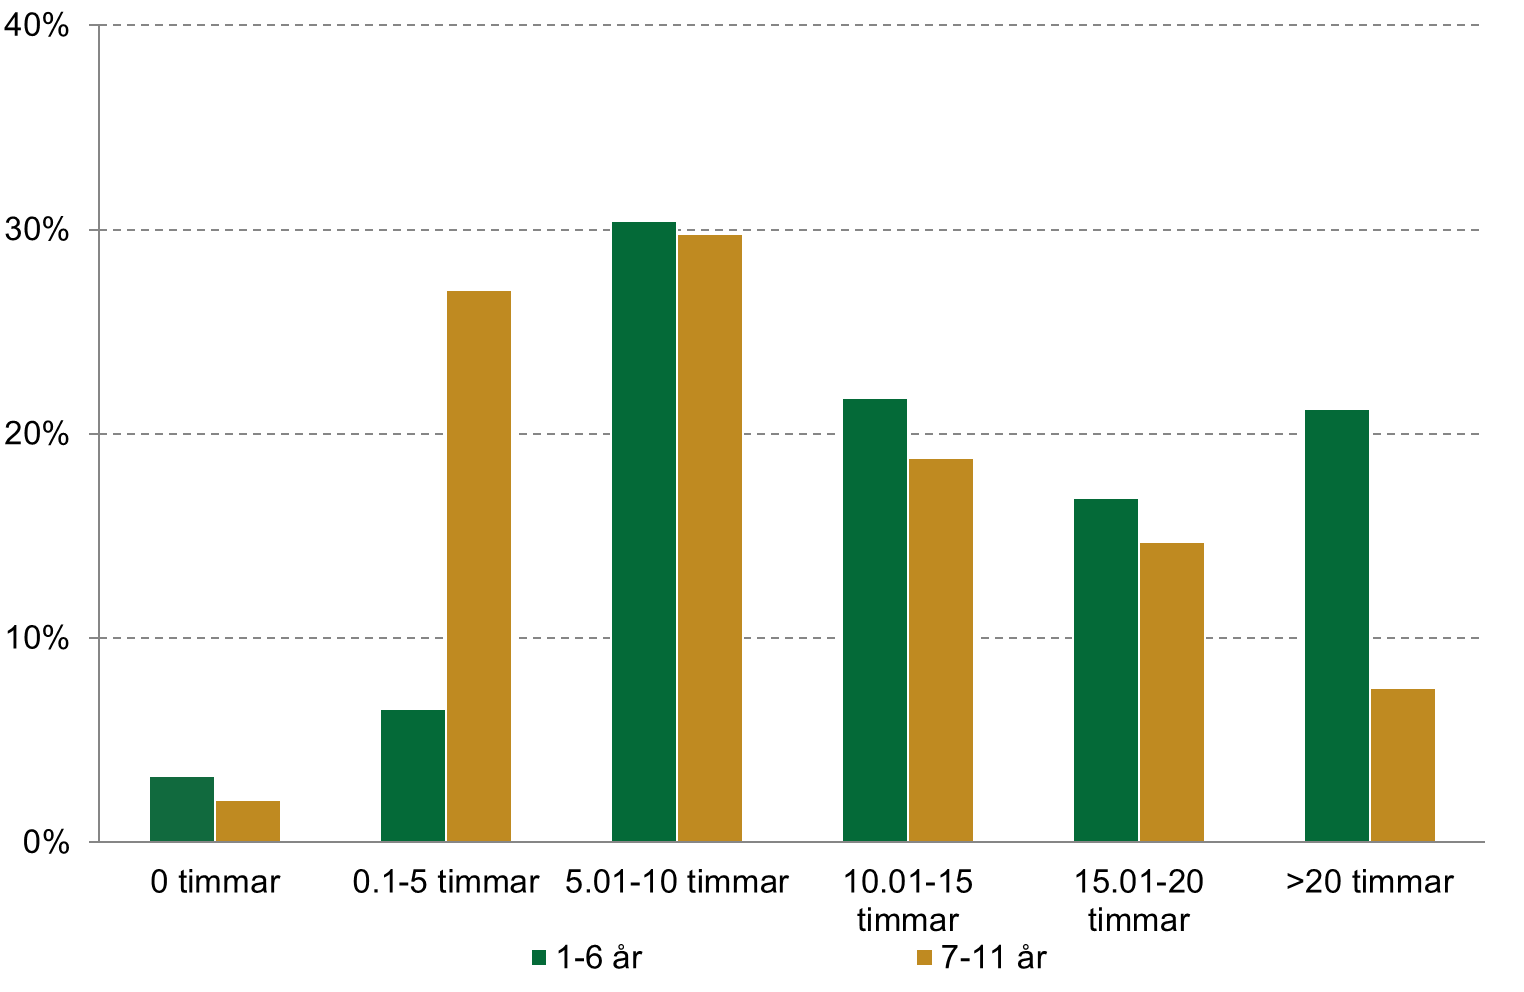 40%
30%
20%
10%
0%
0 timmar
0.1-5 timmar
5.01-10 timmar
10.01-15
timmar
15.01-20
timmar
>20 timmar
1-6 år
7-11 år